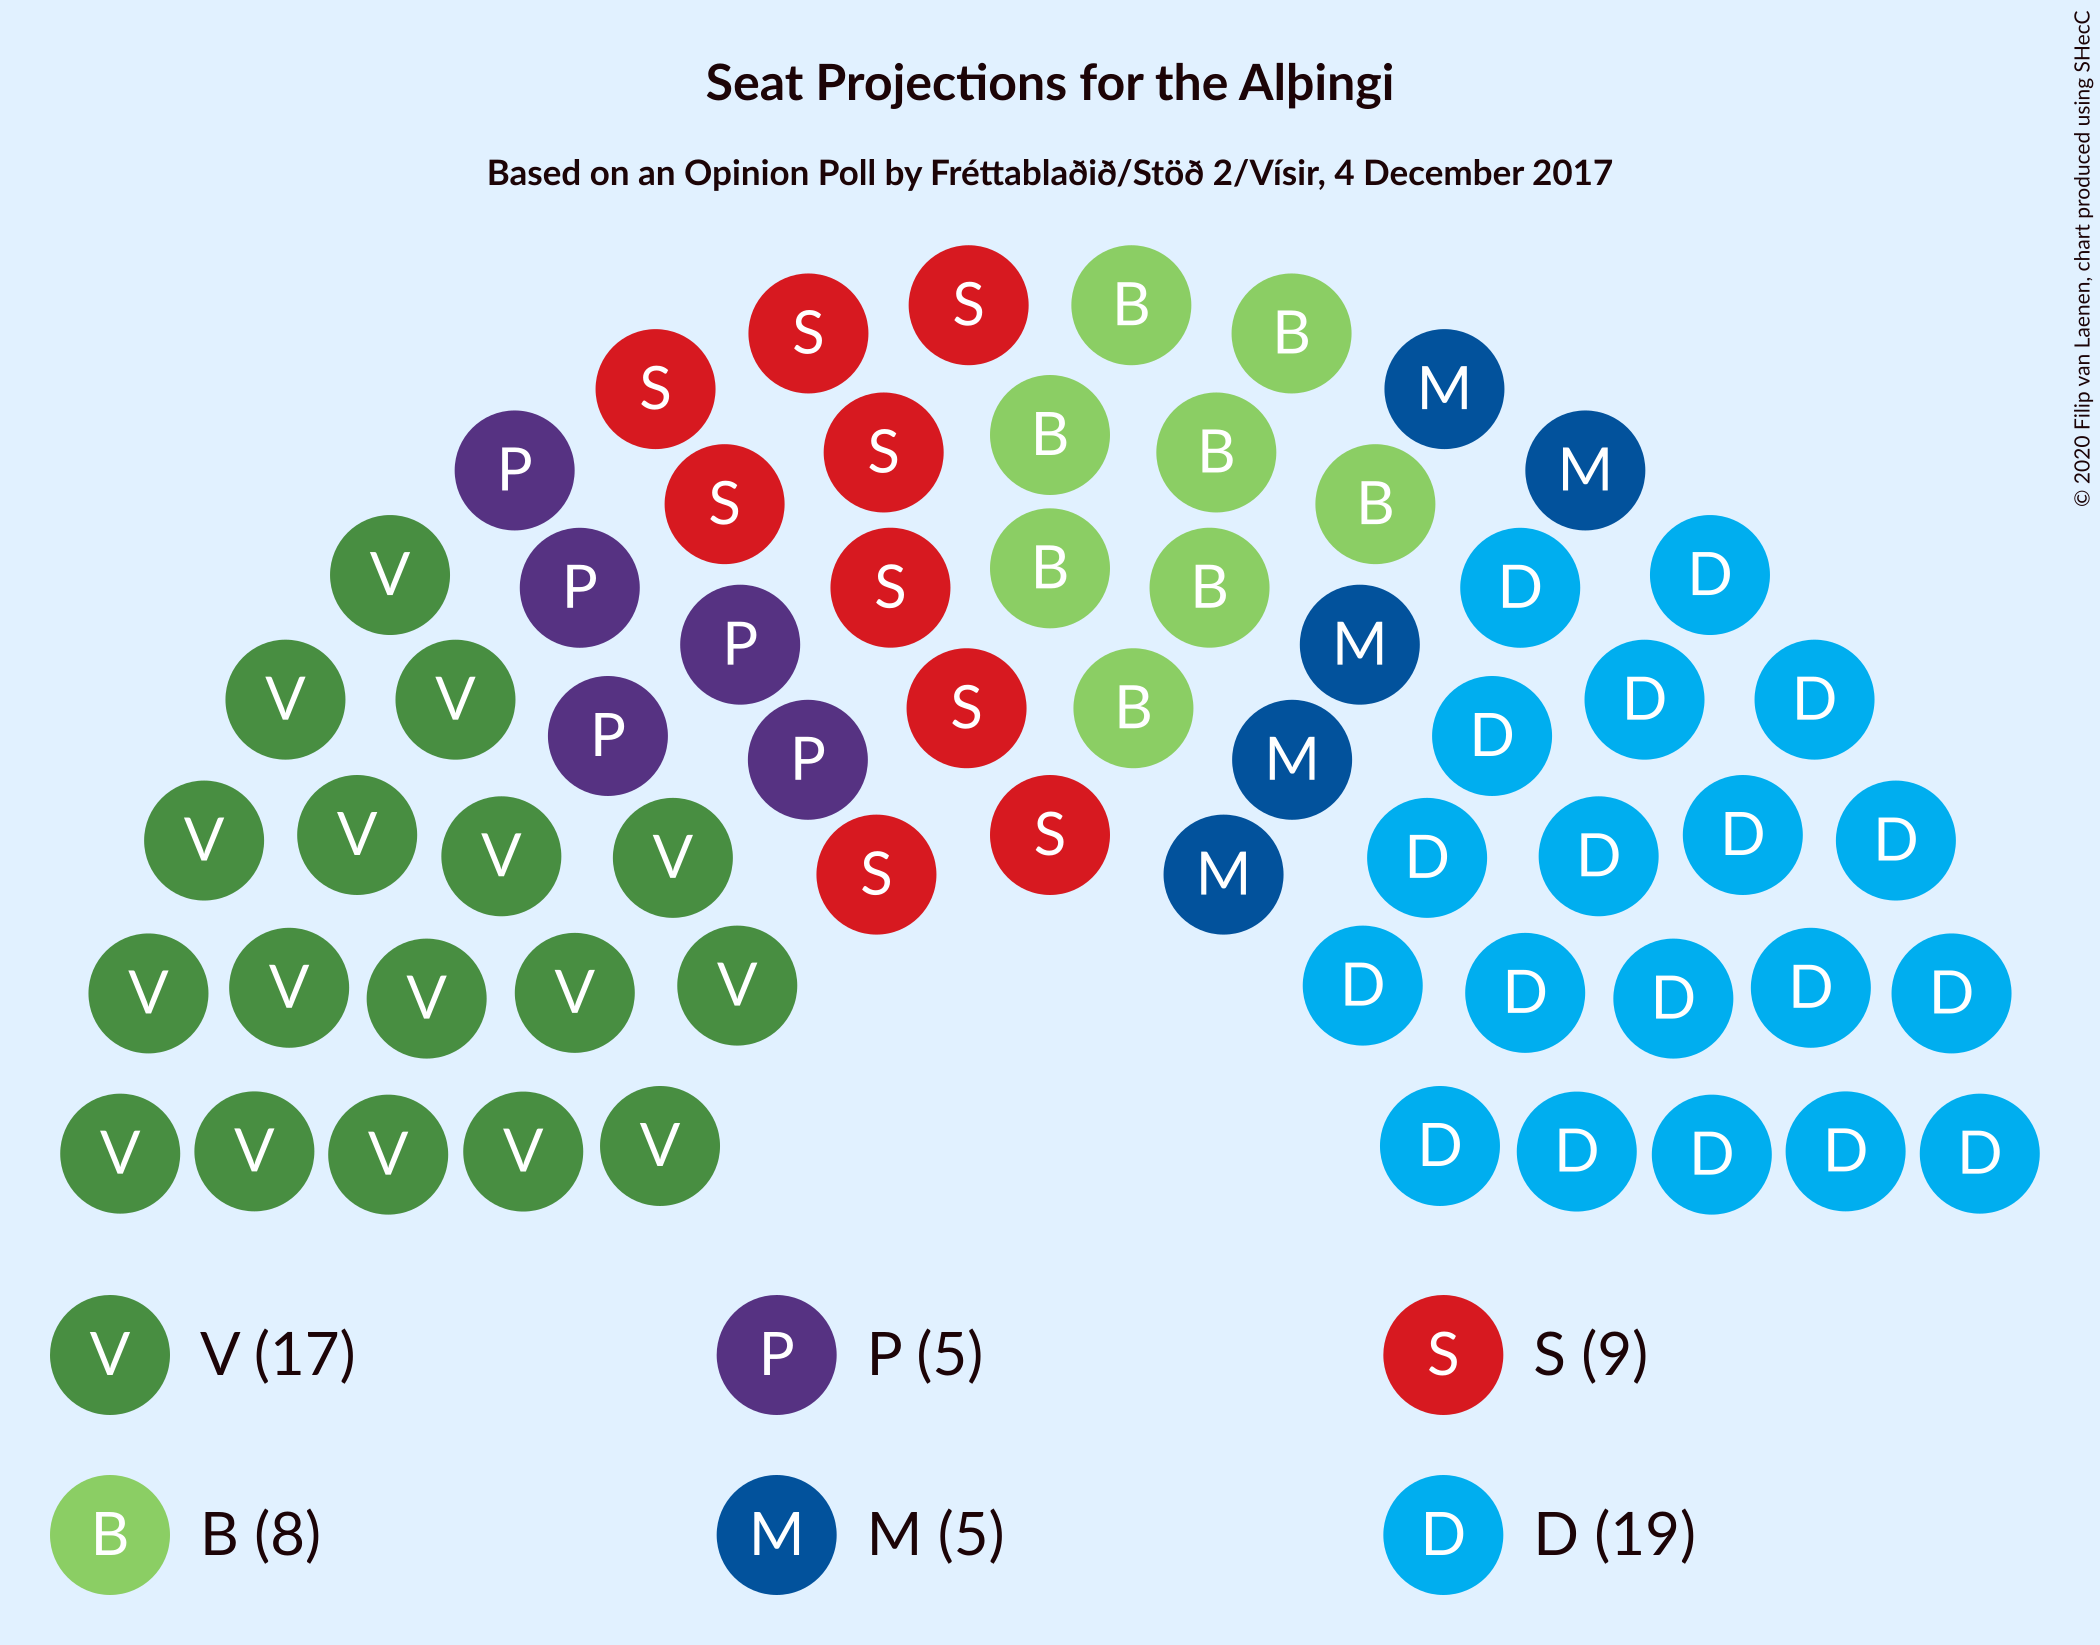 Seat Projections for the Alþingi
Based on an Opinion Poll by Fréttablaðið/Stöð 2/Vísir, 4 December 2017
© 2020 Filip van Laenen, chart produced using SHecC
S S
S B
B
S M
P M
S B
S B B
V P S B B D D
P M
V V P S B D D D
P M
V V V V S S M D D D D
V V V V V D D D D D
V V V V V D D D D D
V V (17) P P (5) S S (9)
B B (8) M M (5) D D (19)